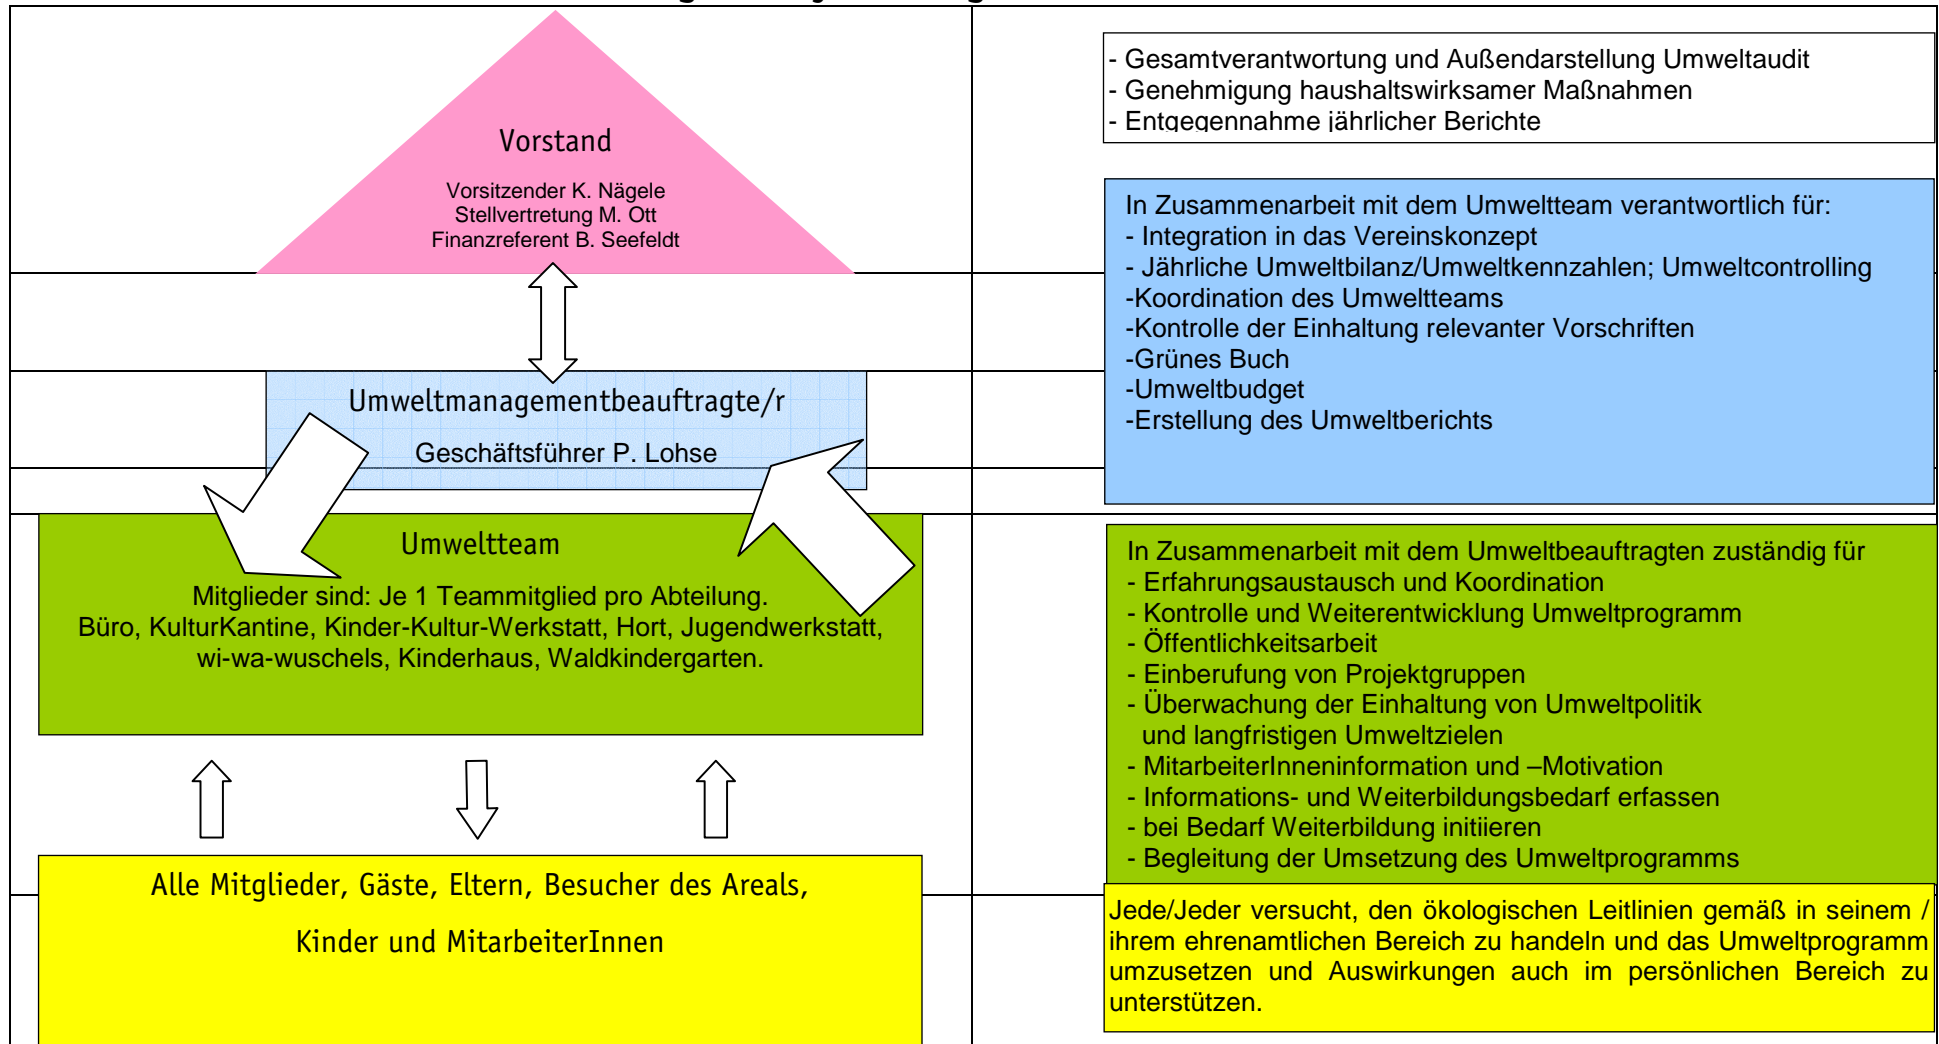 Vorstand
Vorsitzender K. Nägele
Stellvertretung M. Ott
Finanzreferent B. Seefeldt
- Gesamtverantwortung und Außendarstellung Umweltaudit
- Genehmigung haushaltswirksamer Maßnahmen
- Entgegennahme jährlicher Berichte
Umweltmanagementbeauftragte/r
Geschäftsführer P. Lohse
In Zusammenarbeit mit dem Umweltteam verantwortlich für:
- Integration in das Vereinskonzept
- Jährliche Umweltbilanz/Umweltkennzahlen; Umweltcontrolling
-Koordination des Umweltteams
-Kontrolle der Einhaltung relevanter Vorschriften
-Grünes Buch
-Umweltbudget
-Erstellung des Umweltberichts
Umweltteam
Mitglieder sind: Je 1 Teammitglied pro Abteilung.
Büro, KulturKantine, Kinder-Kultur-Werkstatt, Hort, Jugendwerkstatt,
wi-wa-wuschels, Kinderhaus, Waldkindergarten.
In Zusammenarbeit mit dem Umweltbeauftragten zuständig für
- Erfahrungsaustausch und Koordination
- Kontrolle und Weiterentwicklung Umweltprogramm
- Öffentlichkeitsarbeit
- Einberufung von Projektgruppen
- Überwachung der Einhaltung von Umweltpolitik
und langfristigen Umweltzielen
- MitarbeiterInneninformation und –Motivation
- Informations- und Weiterbildungsbedarf erfassen
- bei Bedarf Weiterbildung initiieren
- Begleitung der Umsetzung des Umweltprogramms
Alle Mitglieder, Gäste, Eltern, Besucher des Areals,
Kinder und MitarbeiterInnen
Jede/Jeder versucht, den ökologischen Leitlinien gemäß in seinem /
ihrem ehrenamtlichen Bereich zu handeln und das Umweltprogramm
umzusetzen und Auswirkungen auch im persönlichen Bereich zu
unterstützen.